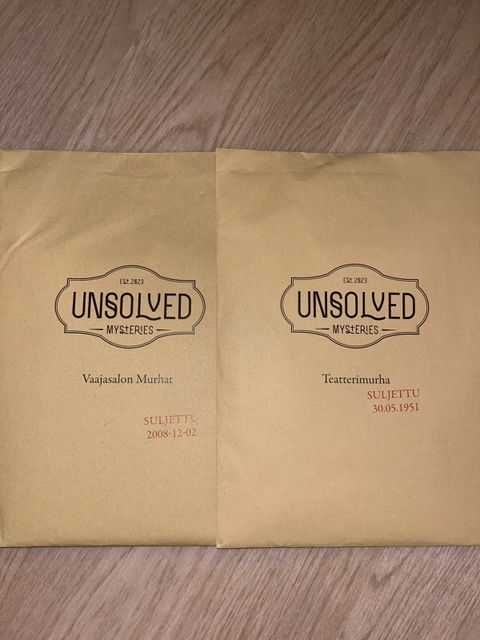 EST.2023
UNSOLVED
MYSTERIES
Vaajasalon Murhat
SULJETTU
2008-12-02
EST.2023
UNSOLVED
MYSTERIES
Teatterimurha
SULJETTU
30.05.1951